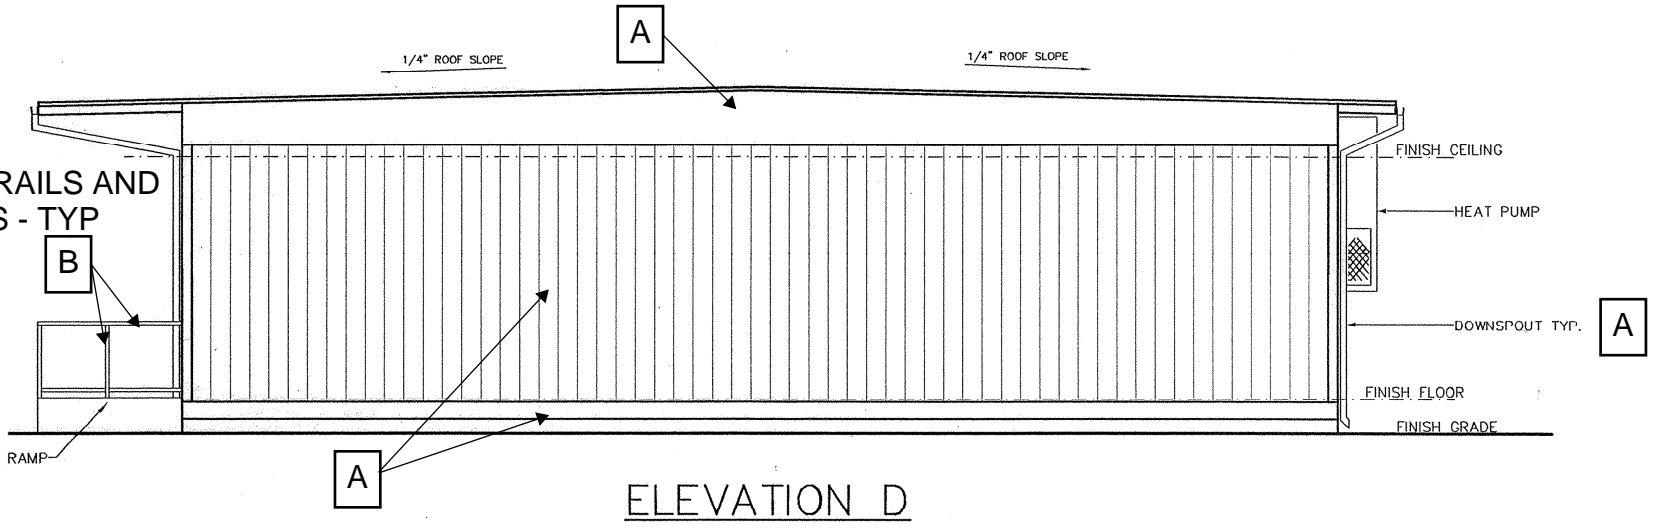 A
1/4" ROOF SLOPE
1/4" ROOF SLOPE
FINISH CEILING
RAILS AND
S - TYP
HEAT PUMP
B
DOWNSPOUT TYP.
A
FINISH FLOOR
FINISH GRADE
RAMP
A
ELEVATION D